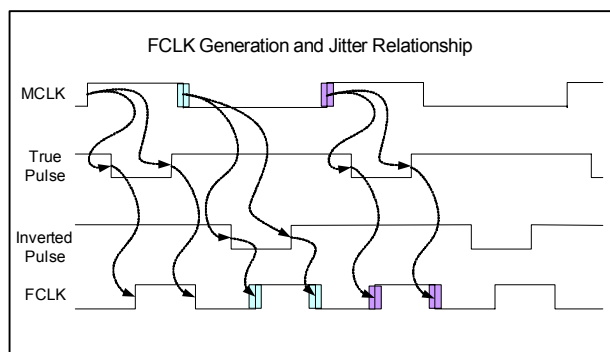 FCLK Generation and Jitter Relationship
MCLK
True
Pulse
Inverted
Pulse
FCLK